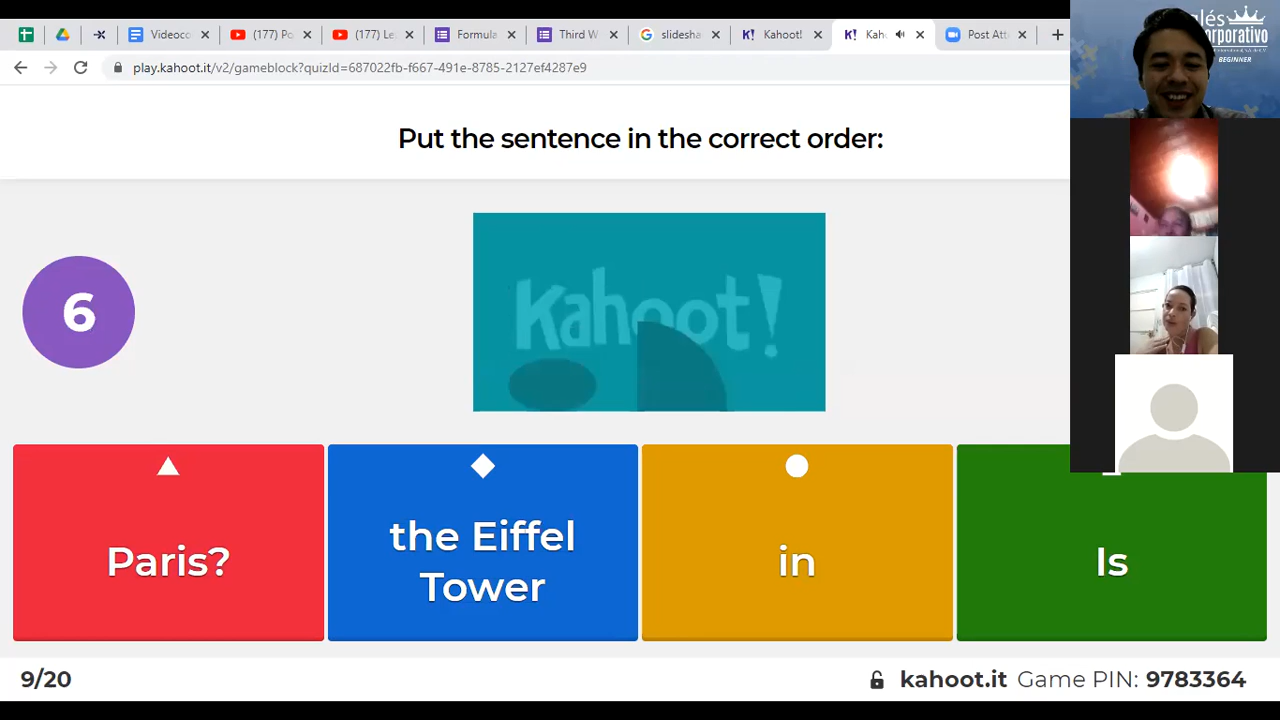 Videoco
(177) Po
(177) Le
Formula
Third W
slidesha
Kahoot!
Kah
Post Att
play.kahoot.it/v2/gameblock?quizId=687022fb-f667-491e-8785-2127ef4287e9
glés
corporativo
BEGINNER
Put the sentence in the correct order:
6
Kahoot!
Paris?
the Eiffel
Tower
in
Is
9/20
kahoot.it Game PIN: 9783364